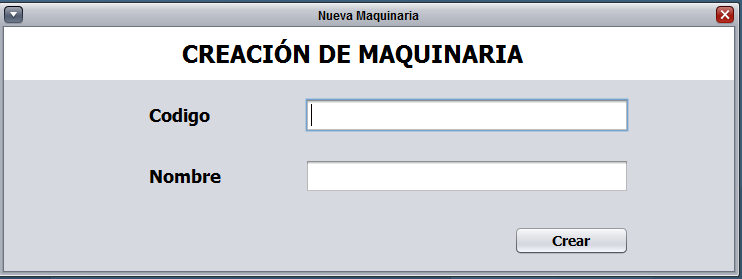 Nueva Maquinaria
CREACIÓN DE MAQUINARIA
Codigo
Nombre
Crear